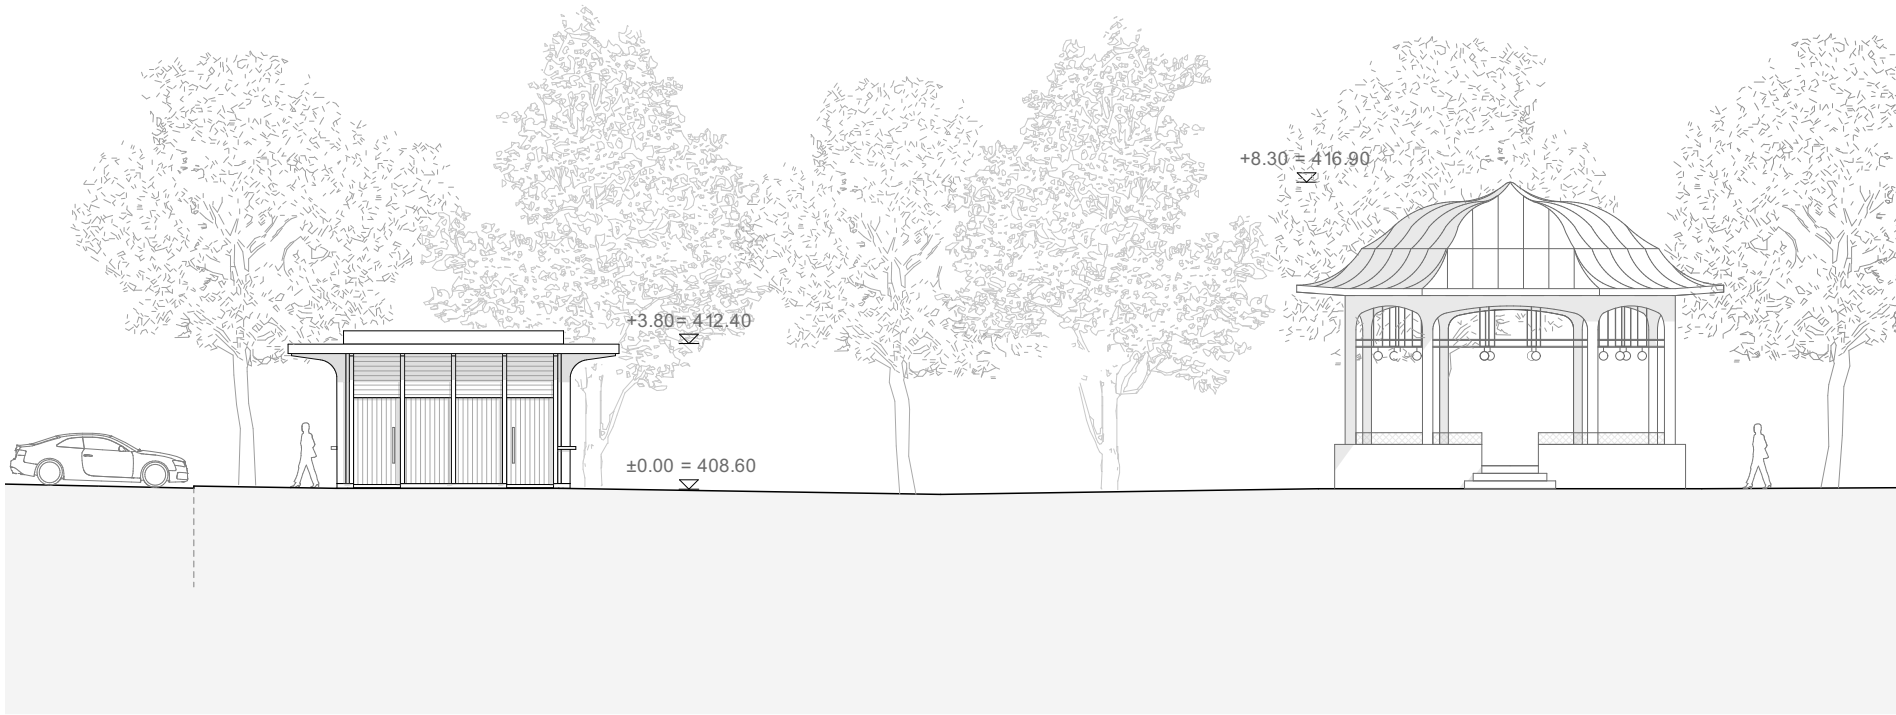 +8.30 = 416.90
+3.80= 412.40
±0.00 = 408.60